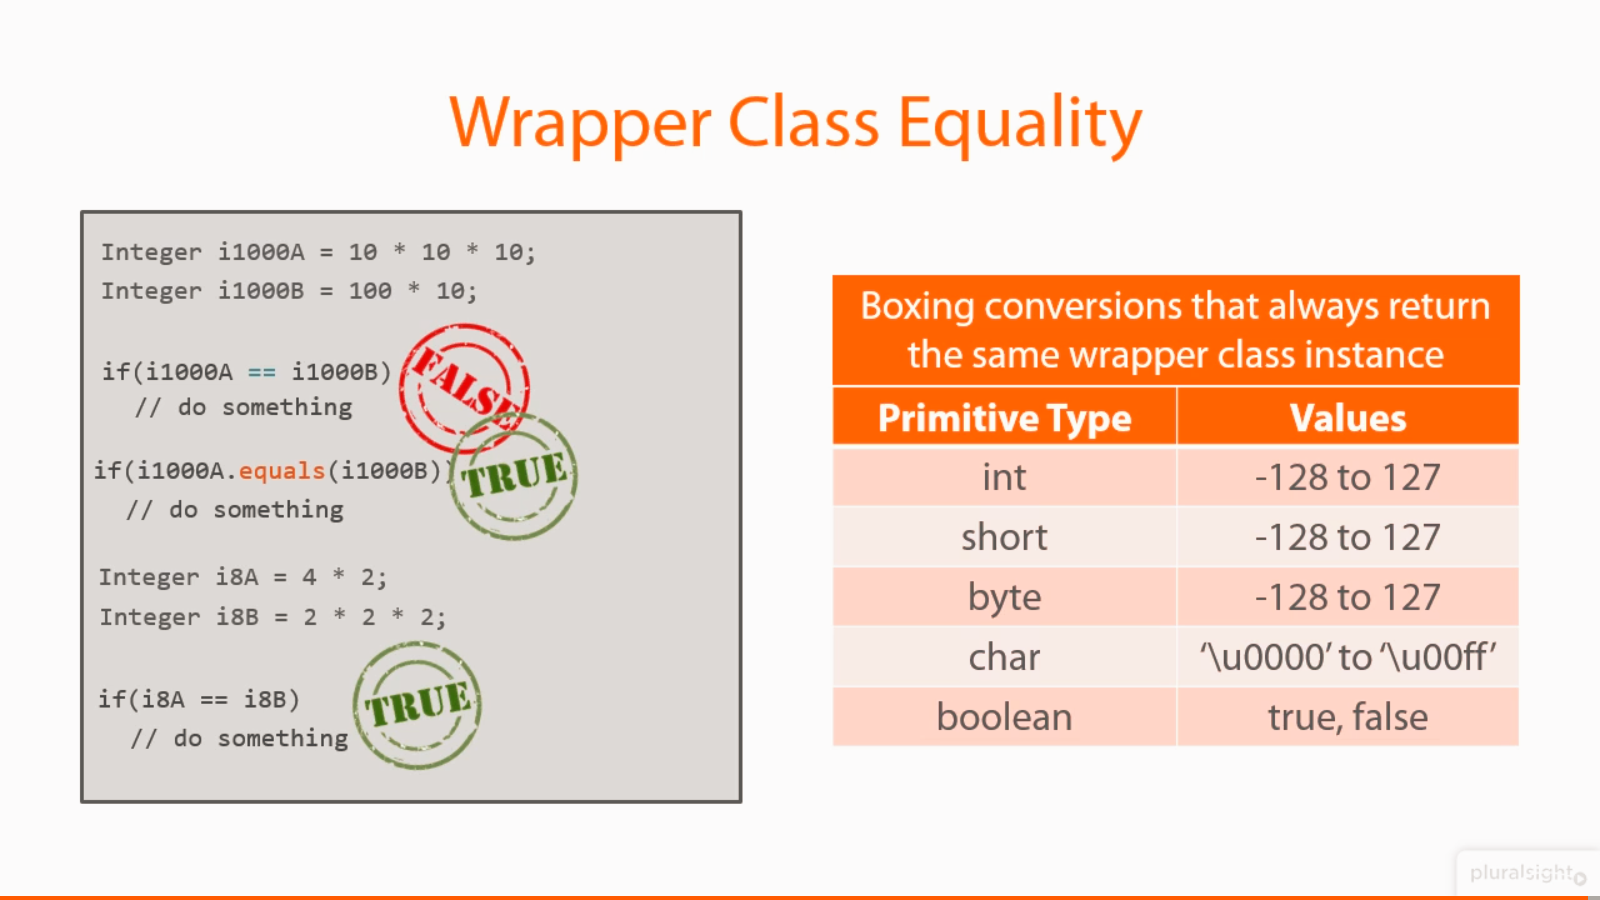 Wrapper Class Equality
Integer i1000A = 10 * 10 * 10;
Integer i1000B = 100 * 10;
if(i1000A == i1000B)
// do something
FALSE
if(i1000A.equals(i1000B))
// do something
TRUE
Integer i8A = 4 * 2;
Integer i8B = 2 * 2 * 2;
if(i8A == i8B)
// do something
TRUE
Boxing conversions that always return
the same wrapper class instance
Primitive Type Values
int -128 to 127
short -128 to 127
byte -128 to 127
char ‘\u0000’ to ‘\u00ff’
boolean true, false
pluralsight